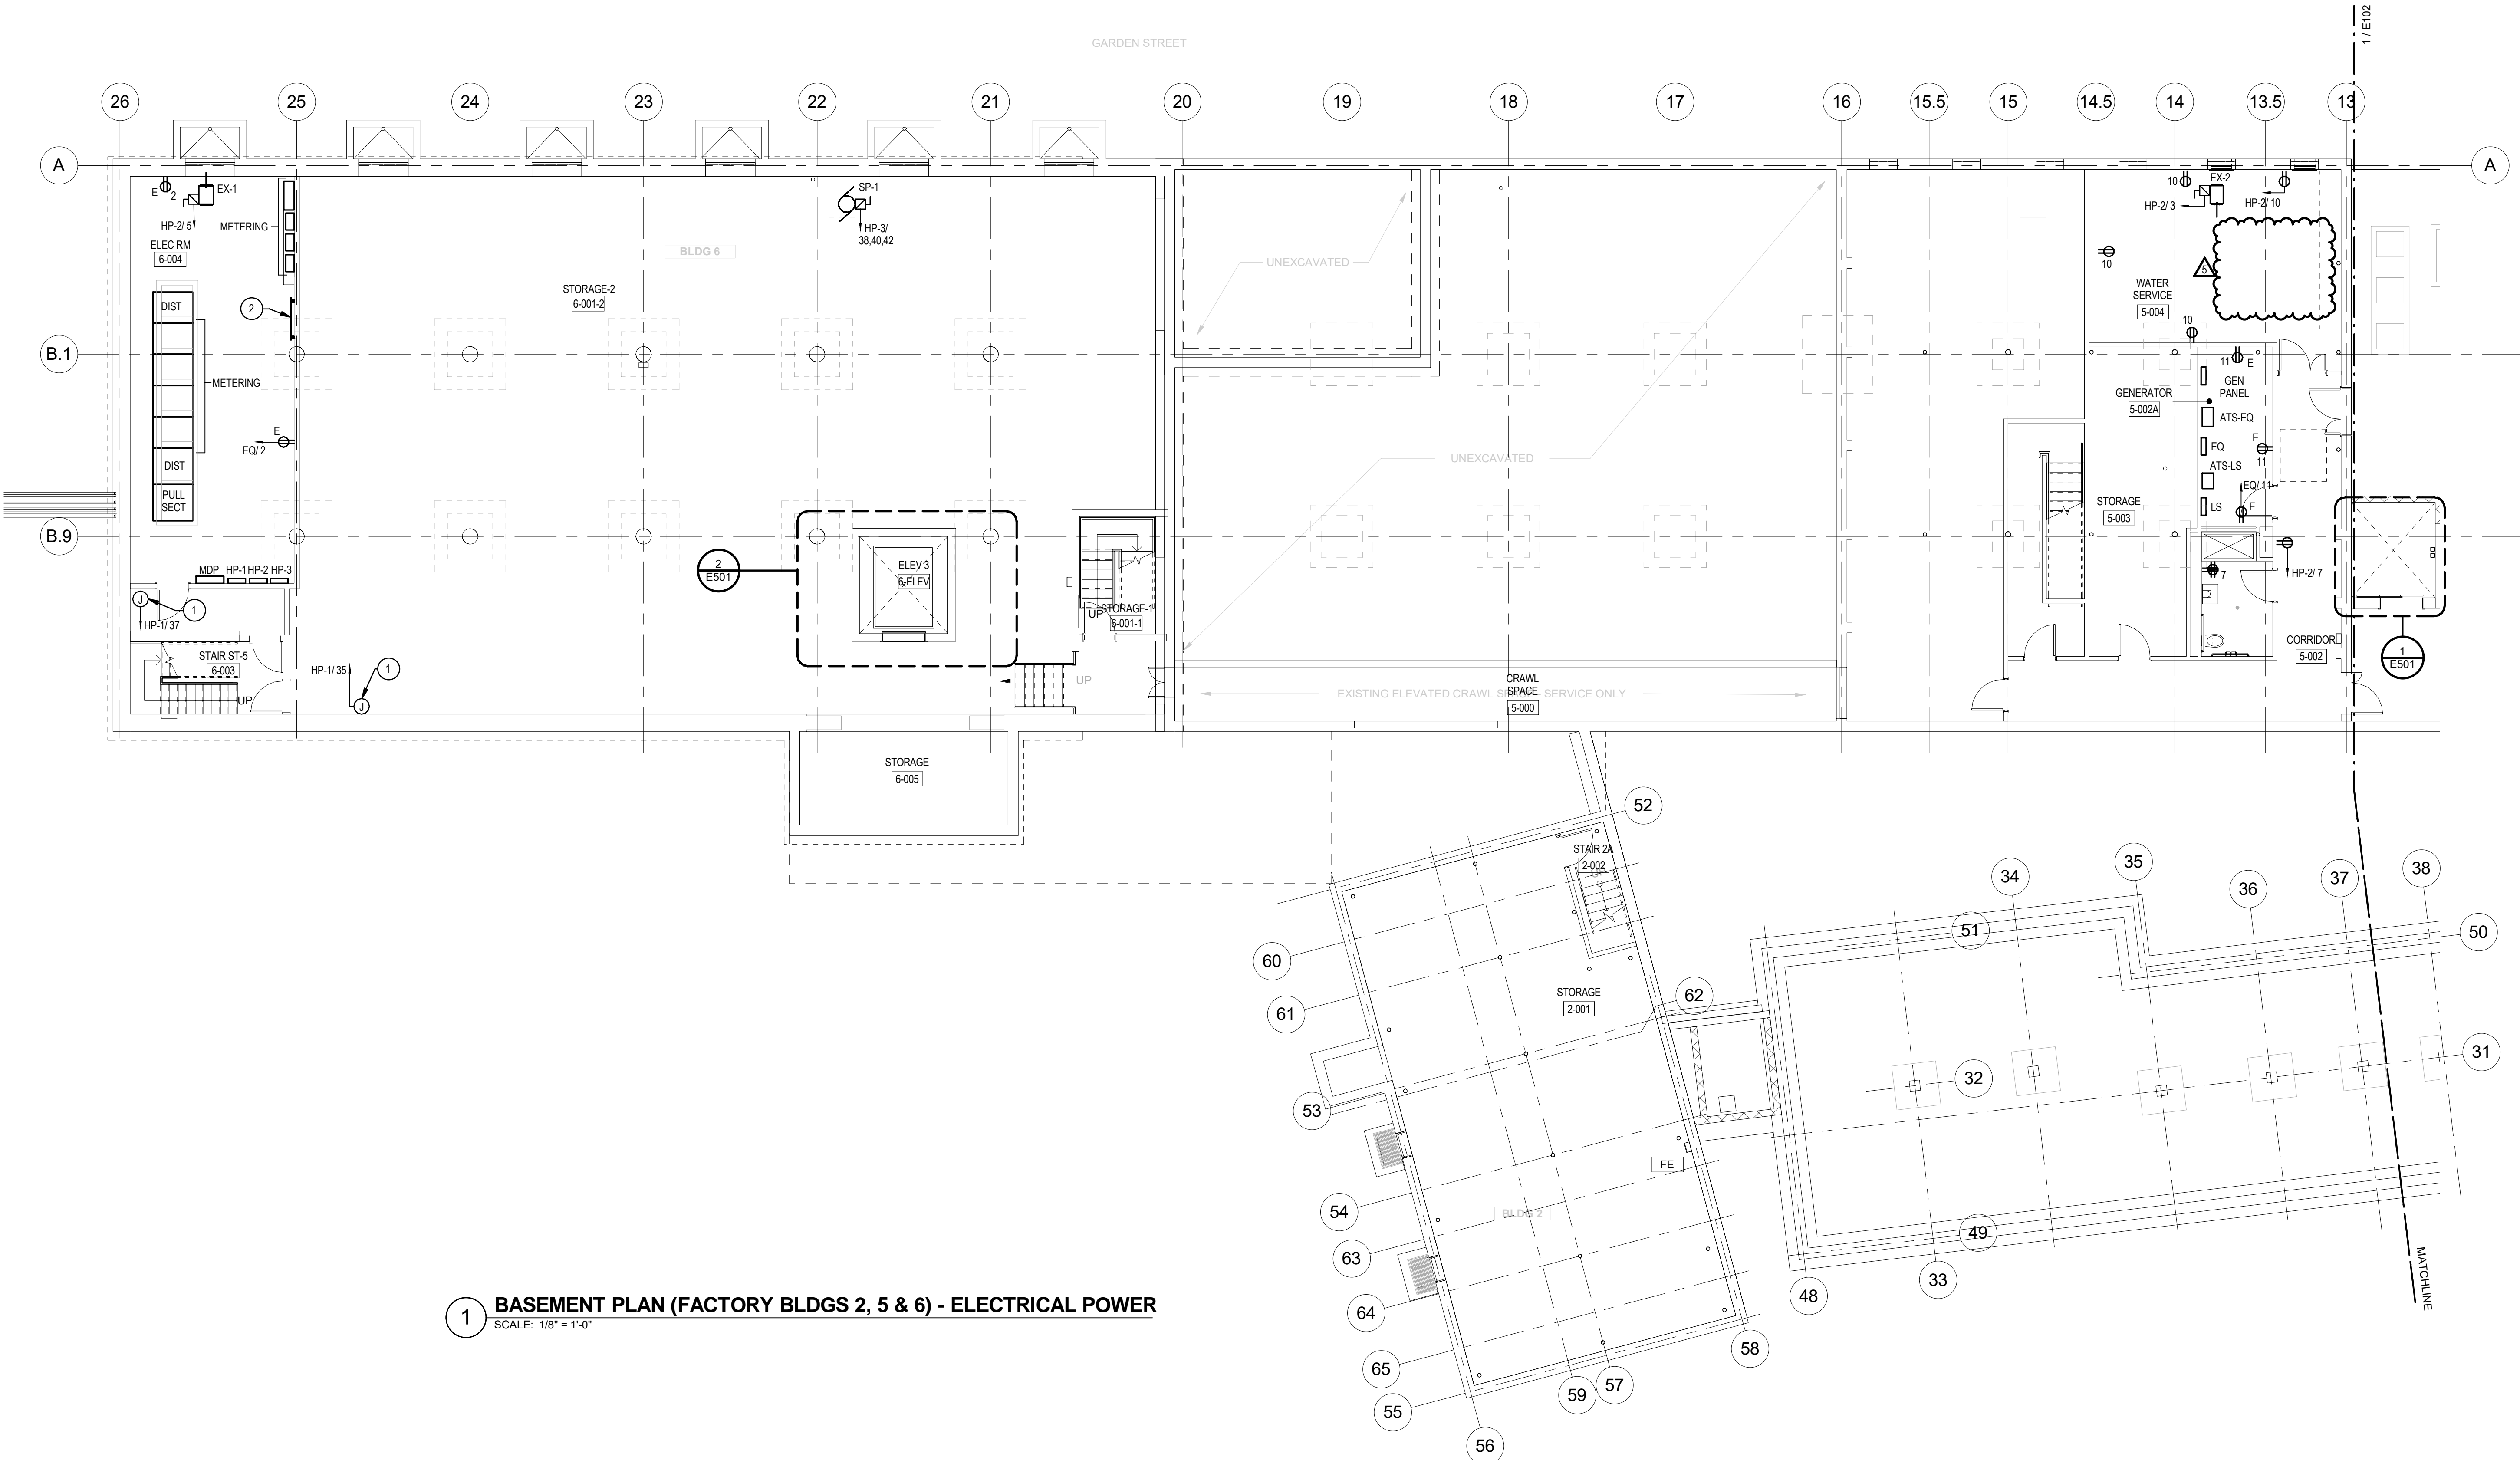 GARDEN STREET
1 / E102
26
25
24
23
22
21
20
19
18
17
16
15.5
15
14.5
14
13.5
13
A
A
E
2
EX-1
HP-2/ 5
METERING
ELEC RM
6-004
DIST
2
METERING
E
EQ/ 2
DIST
PULL
SECT
B.1
B.9
MDP
HP-1
HP-2
HP-3
J
1
HP-1/ 37
STAIR ST-5
6-003
UP
HP-1/ 35
1
J
SP-1
HP-3/
38,40,42
BLDG 6
STORAGE-2
6-001-2
2
E501
ELEV 3
6-ELEV
UP
STORAGE-1
6-001-1
UP
STORAGE
6-005
UNEXCAVATED
UNEXCAVATED
CRAWL
SPACE
5-000
EXISTING ELEVATED CRAWL SPACE - SERVICE ONLY
10
EX-2
HP-2/ 3
HP-2/ 10
10
5
WATER
SERVICE
5-004
10
11
E
GEN
PANEL
GENERATOR
5-002A
ATS-EQ
EQ
E
11
ATS-LS
EQ/ 11
LS
E
STORAGE
5-003
7
HP-2/ 7
CORRIDOR
5-002
1
E501
52
STAIR 2A
2-002
60
61
STORAGE
2-001
62
53
54
FE
BLDG 2
63
64
65
55
56
59
57
58
48
33
49
32
51
34
35
36
37
38
50
31
MATCHLINE
1
BASEMENT PLAN (FACTORY BLDGS 2, 5 & 6) - ELECTRICAL POWER
SCALE: 1/8" = 1'-0"